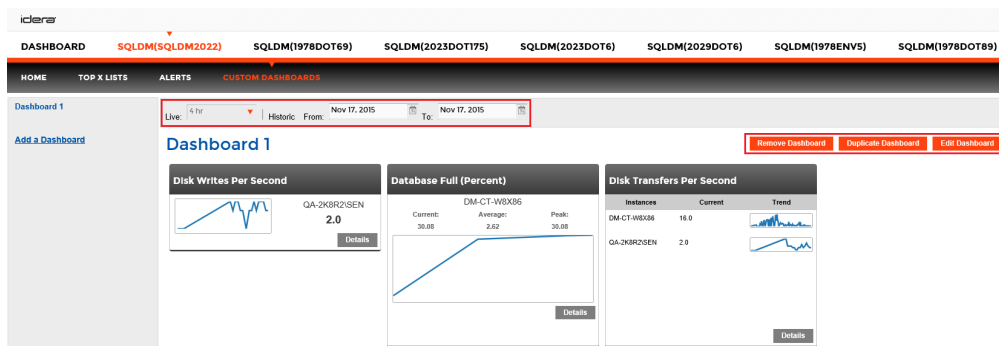 idera
DASHBOARD SQLDM(SQLDM2022) SQLDM(1978DOT69) SQLDM(2023DOT175) SQLDM(2023DOT6) SQLDM(2029DOT6) SQLDM(1978ENV5) SQLDM(1978DOT89)
HOME TOP X LISTS ALERTS CUSTOM DASHBOARDS
Dashboard 1
Live: 4 hr | Historic From: Nov 17, 2015 To: Nov 17, 2015
Add a Dashboard
Dashboard 1
Remove Dashboard Duplicate Dashboard Edit Dashboard
Disk Writes Per Second
QA-2K8R2\SEN
2.0
Details
Database Full (Percent)
DM-CT-W8X86
Current: Average: Peak:
30.08 2.62 30.08
Details
Disk Transfers Per Second
Instances Current Trend
DM-CT-W8X86 16.0
QA-2K8R2\SEN 2.0
Details